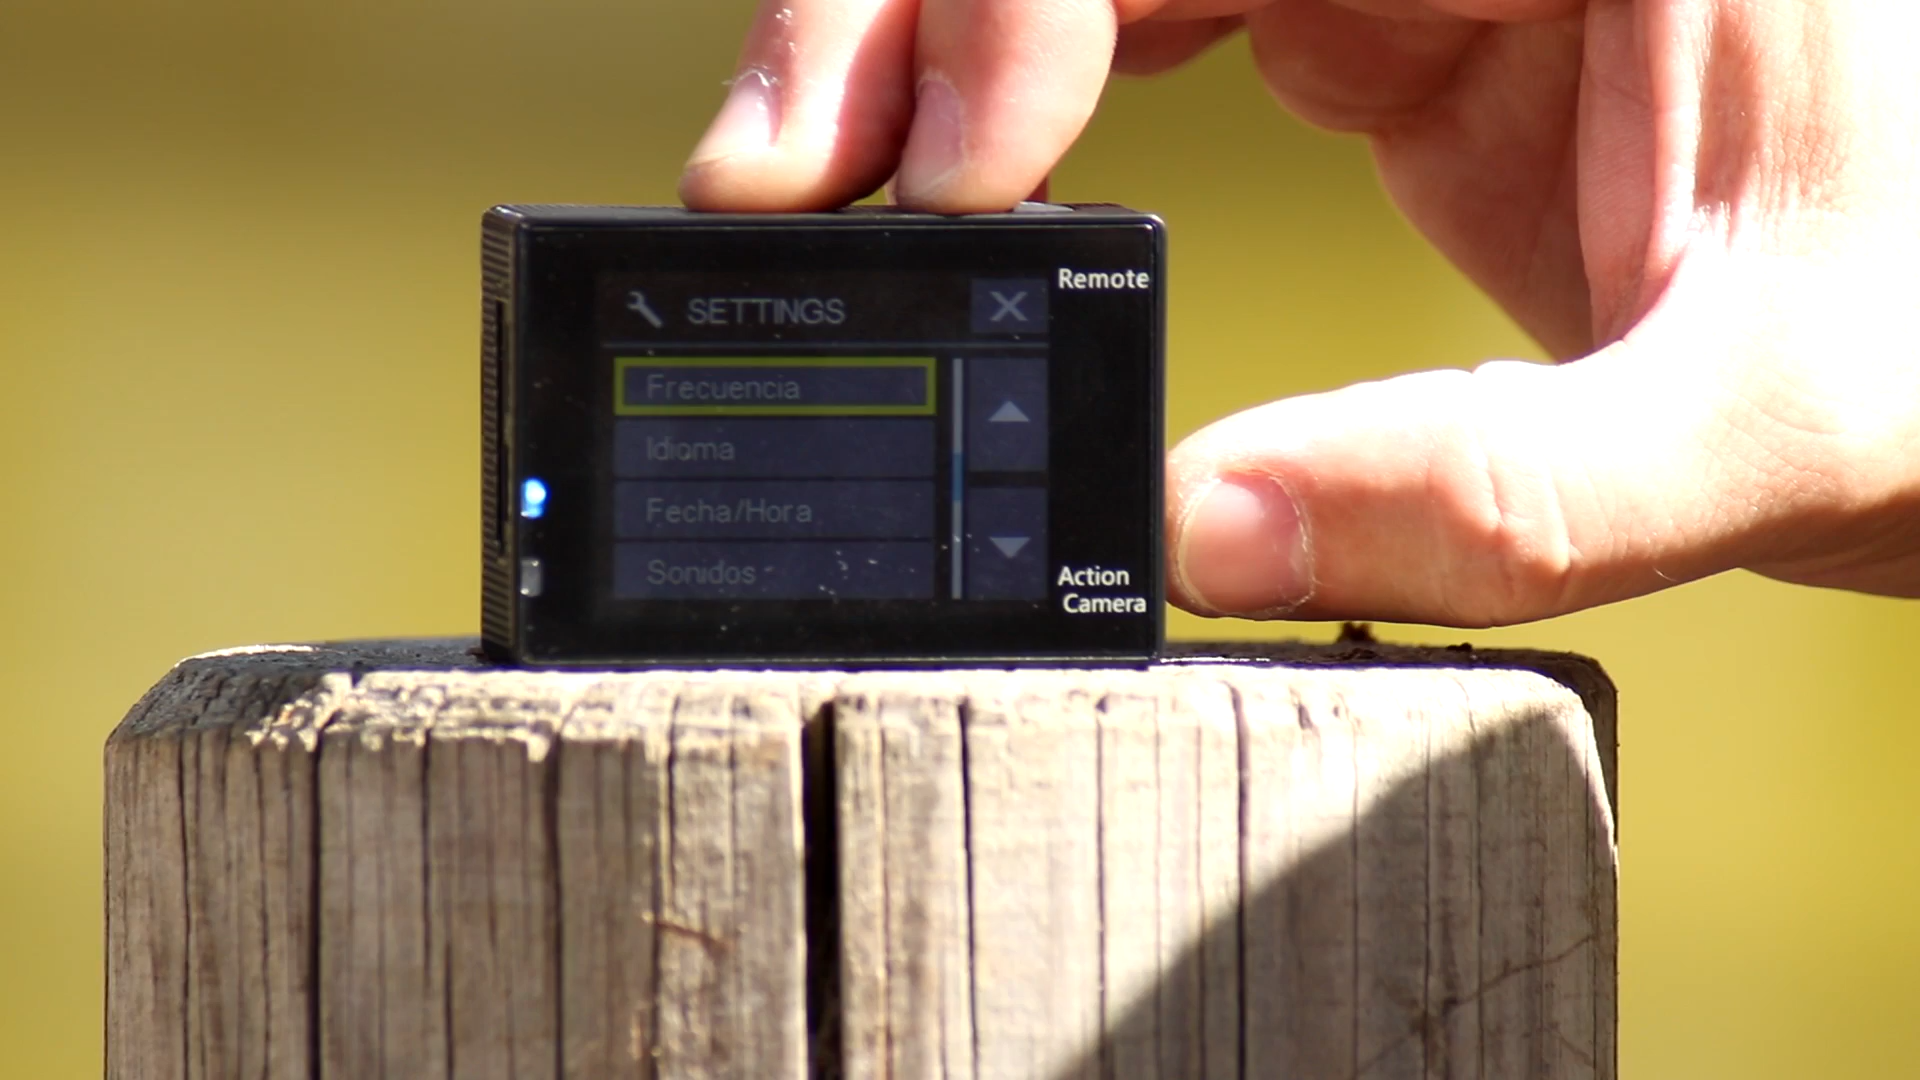 SETTINGS
Frecuencia
Idioma
Fecha/Hora
Sonidos
Remote
Action
Camera